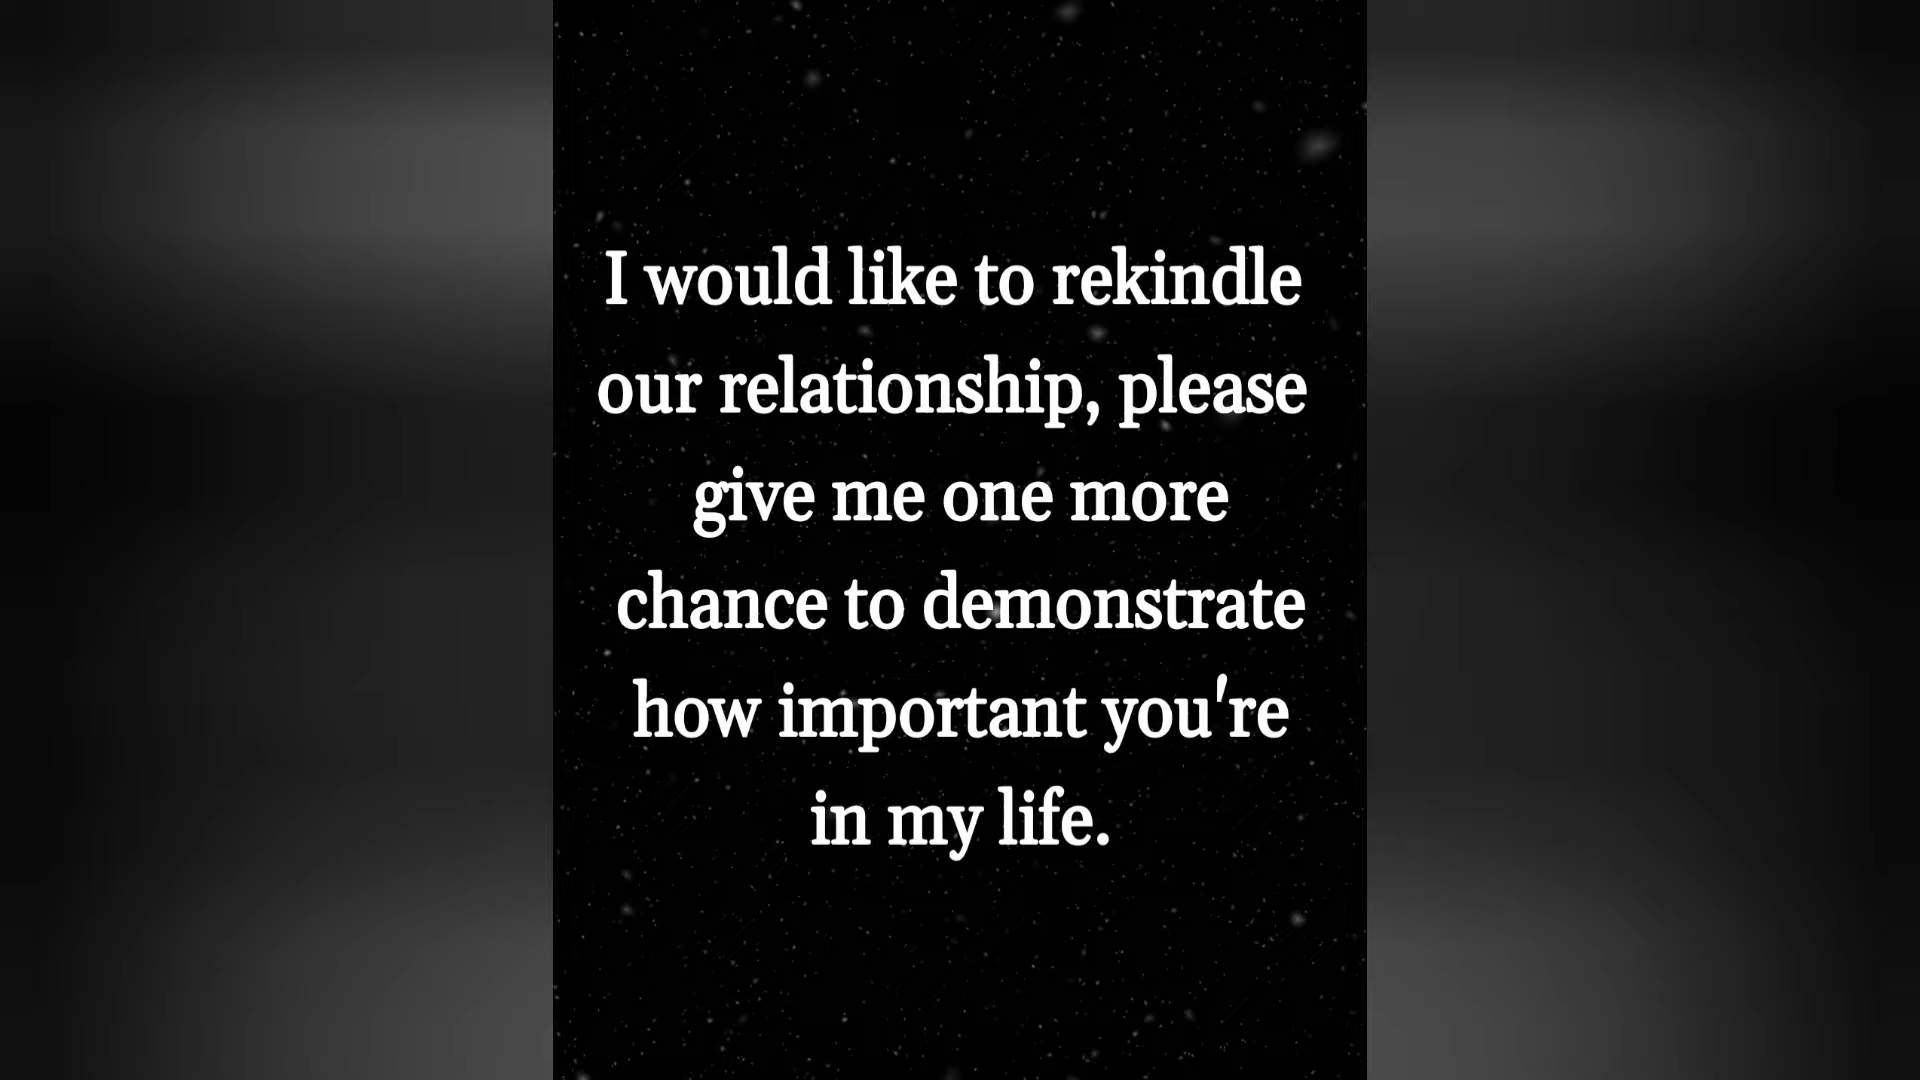 I would like to rekindle
our relationship, please
give me one more
chance to demonstrate
how important you're
in my life.